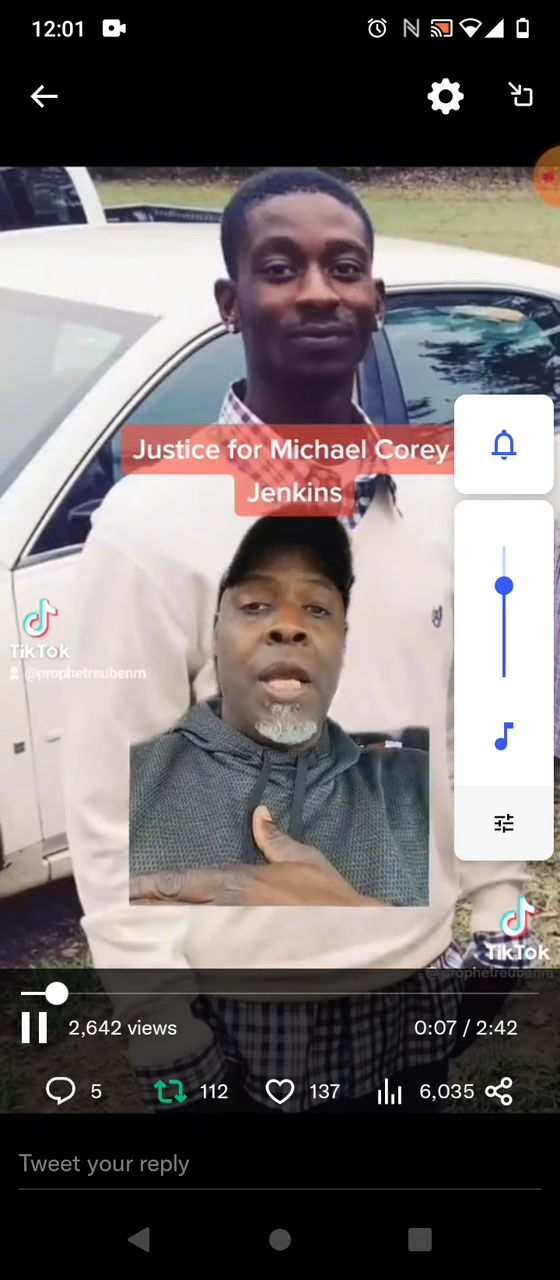 12:01
Justice for Michael Corey
Jenkins
TikTok
@prophetreubenm
TikTok
@prophetreubenm
2,642 views
0:07 / 2:42
5
112
137
6,035
Tweet your reply